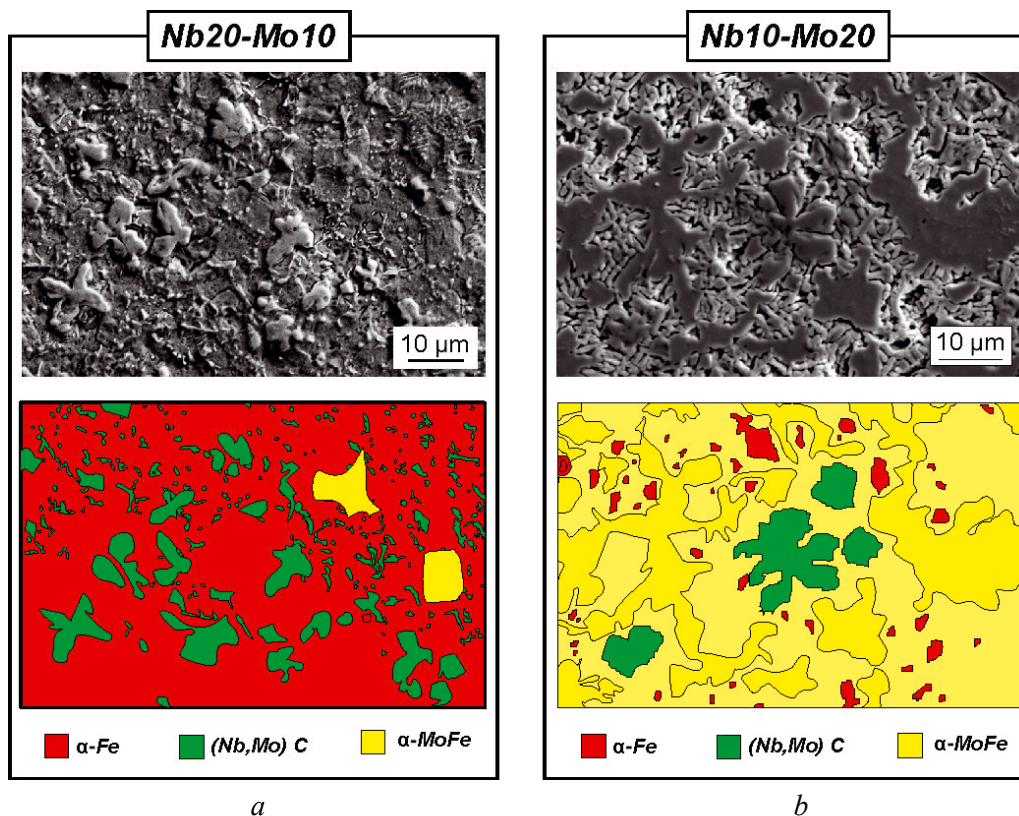 Nb20-Mo10
Nb10-Mo20
10 µm
10 µm
α-Fe (Nb,Mo) C α-MoFe
α-Fe (Nb,Mo) C α-MoFe
a
b